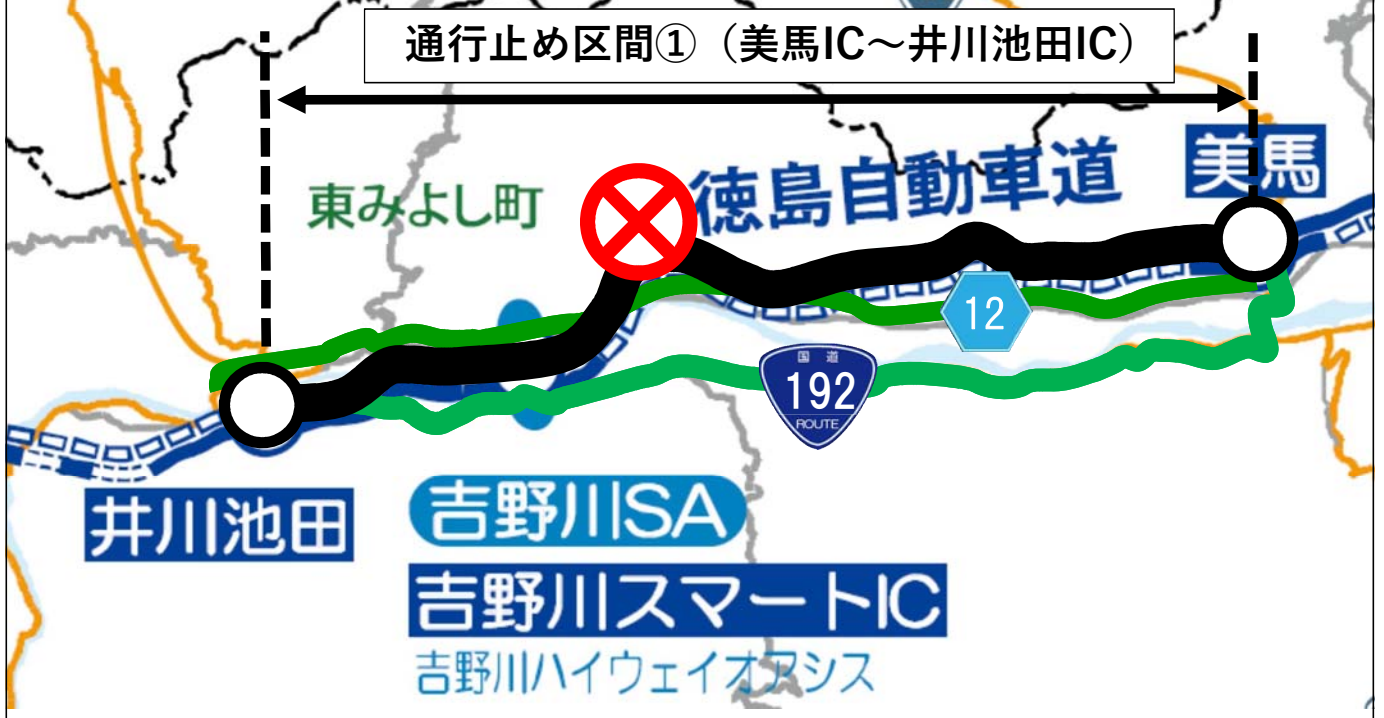 通行止め区間①（美馬IC～井川池田IC）
美馬
徳島自動車道
東みよし町
12
国道
192
ROUTE
井川池田
吉野川SA
吉野川スマートIC
吉野川ハイウェイオアシス